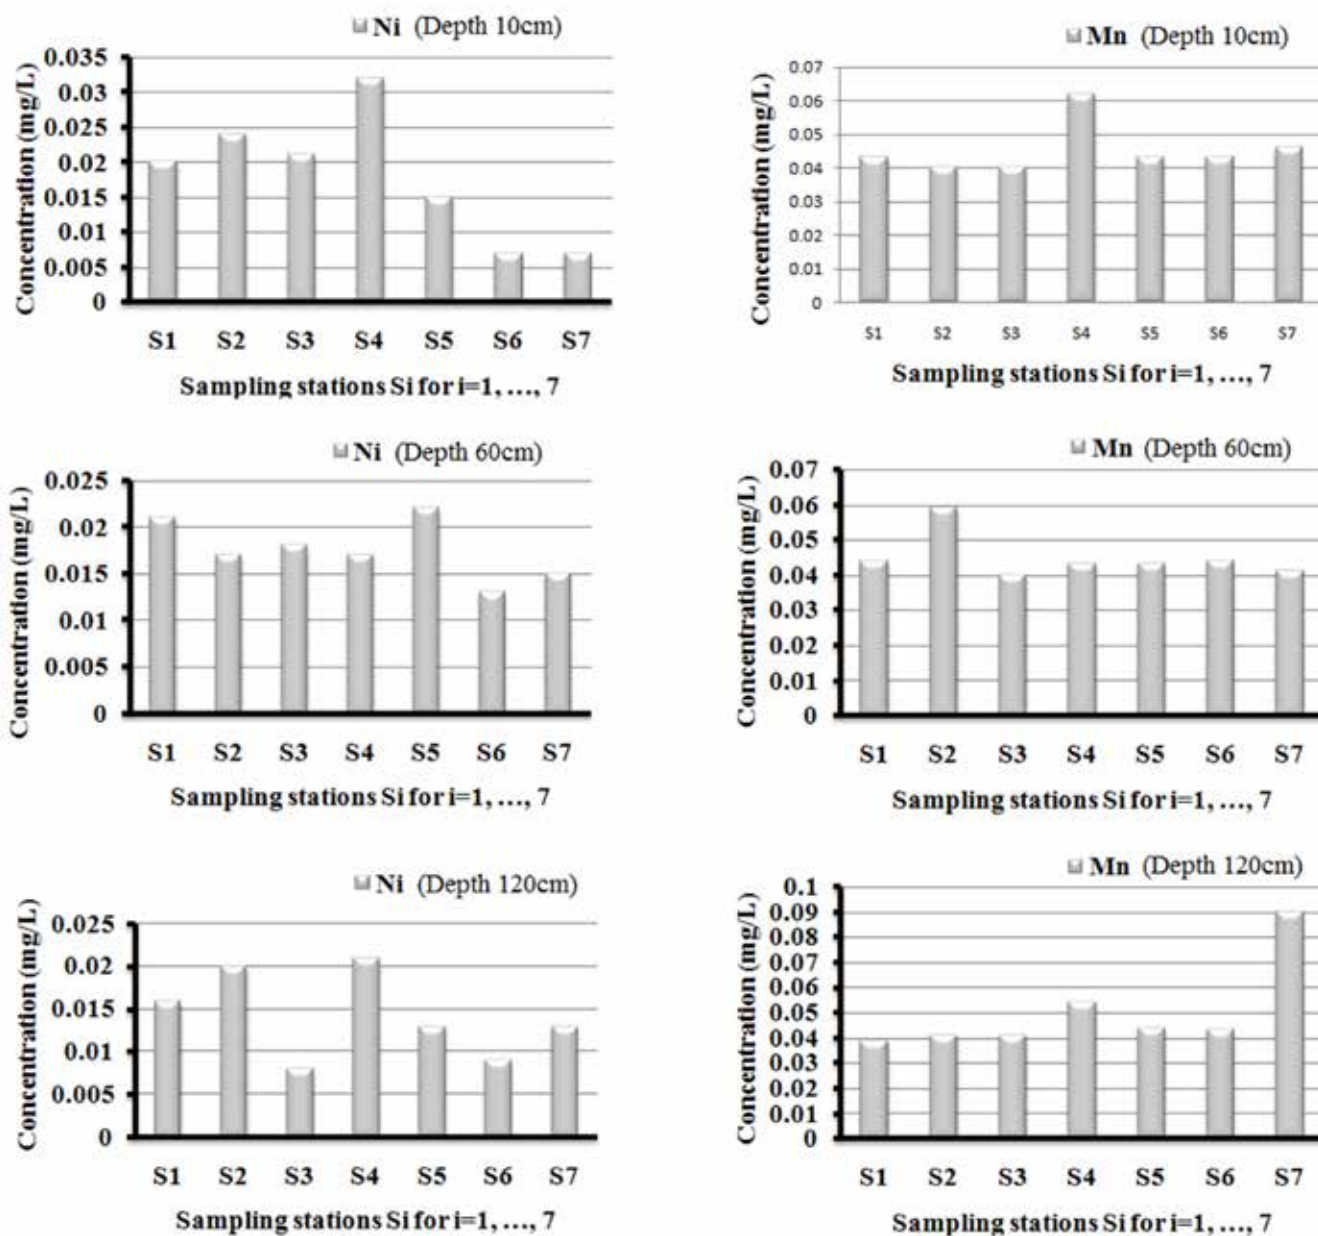 Ni (Depth 10cm)
Concentration (mg/L)
0.035
0.03
0.025
0.02
0.015
0.01
0.005
0
S1 S2 S3 S4 S5 S6 S7
Sampling stations Si for i=1, ..., 7
Mn (Depth 10cm)
Concentration (mg/L)
0.07
0.06
0.05
0.04
0.03
0.02
0.01
0
S1 S2 S3 S4 S5 S6 S7
Sampling stations Si for i=1, ..., 7
Ni (Depth 60cm)
Concentration (mg/L)
0.025
0.02
0.015
0.01
0.005
0
S1 S2 S3 S4 S5 S6 S7
Sampling stations Si for i=1, ..., 7
Mn (Depth 60cm)
Concentration (mg/L)
0.07
0.06
0.05
0.04
0.03
0.02
0.01
0
S1 S2 S3 S4 S5 S6 S7
Sampling stations Si for i=1, ..., 7
Ni (Depth 120cm)
Concentration (mg/L)
0.025
0.02
0.015
0.01
0.005
0
S1 S2 S3 S4 S5 S6 S7
Sampling stations Si for i=1, ..., 7
Mn (Depth 120cm)
Concentration (mg/L)
0.1
0.09
0.08
0.07
0.06
0.05
0.04
0.03
0.02
0.01
0
S1 S2 S3 S4 S5 S6 S7
Sampling stations Si for i=1, ..., 7